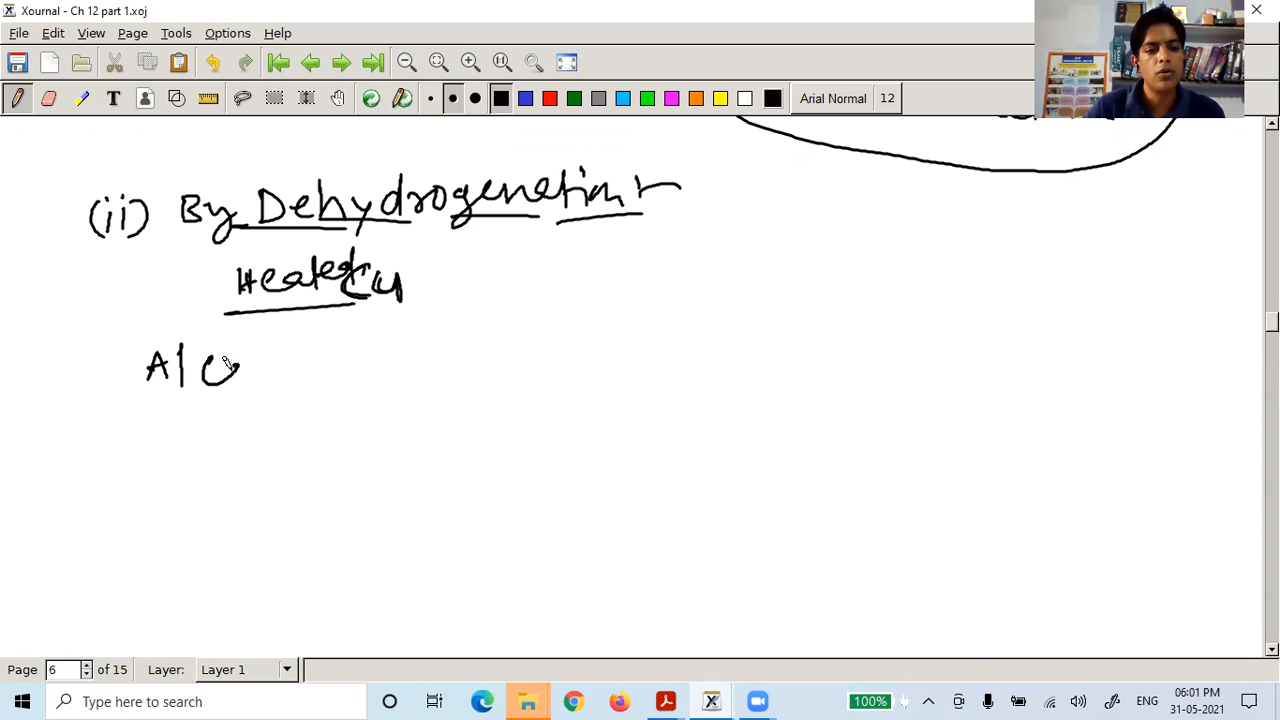 Xournal - Ch 12 part 1.xoj
File Edit View Page Tools Options Help
Arial Normal 12
(ii) By Dehydrogenation
Heated Cu
Al
Page 6 of 15 Layer: Layer 1
Type here to search
100%
ENG
06:01 PM
31-05-2021